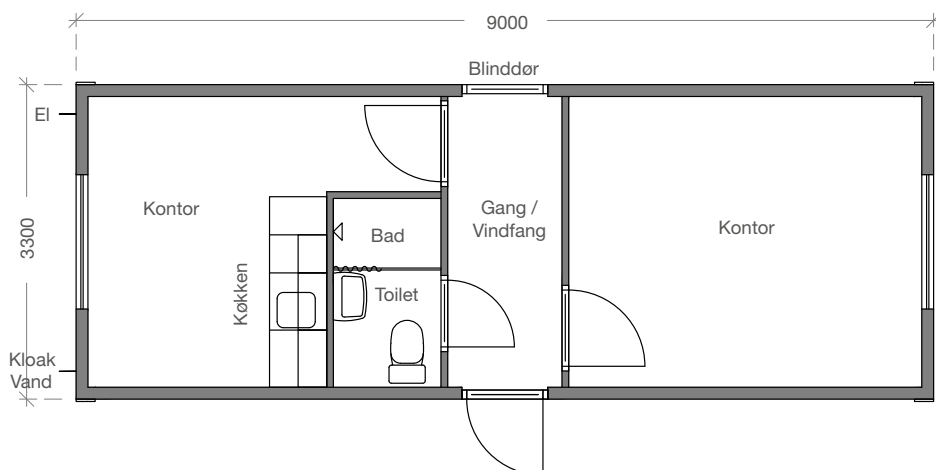 9000
Blinddør
El
3300
Kontor
Køkken
Bad
Toilet
Gang /
Vindfang
Kontor
Kloak
Vand